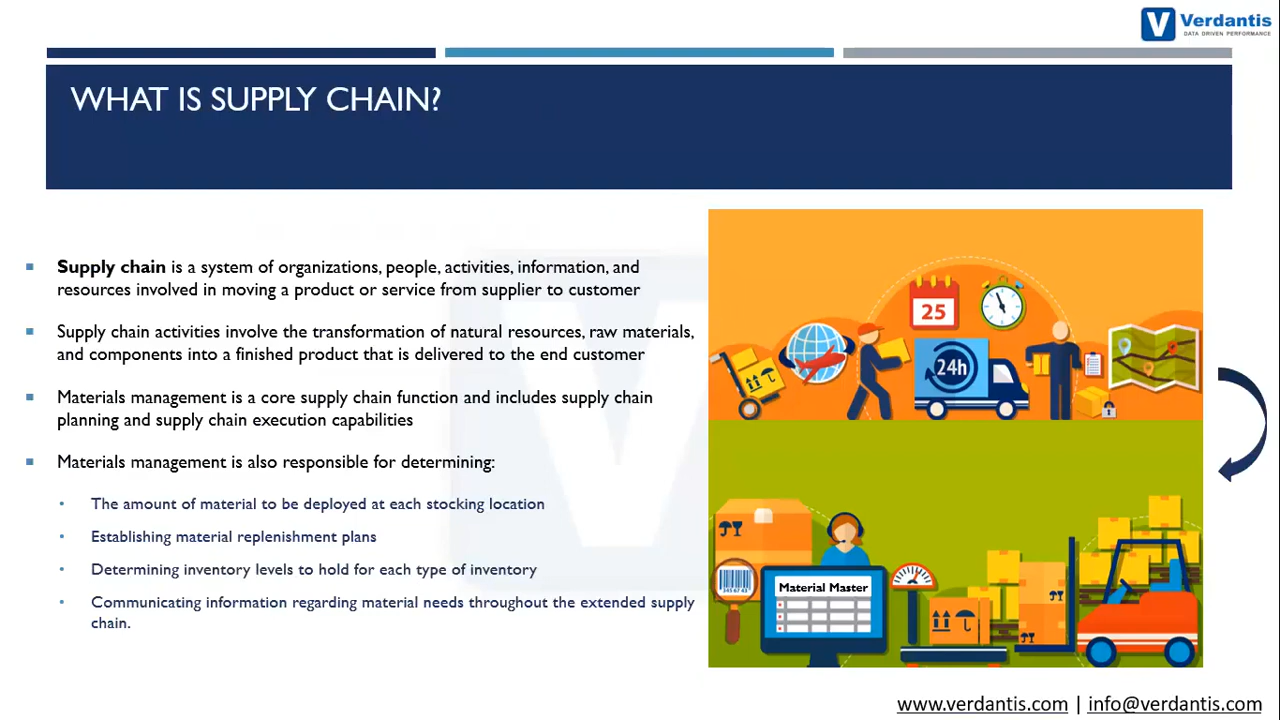 Verdantis
DATA DRIVEN PERFORMANCE
WHAT IS SUPPLY CHAIN?
Supply chain is a system of organizations, people, activities, information, and
resources involved in moving a product or service from supplier to customer
Supply chain activities involve the transformation of natural resources, raw materials,
and components into a finished product that is delivered to the end customer
Materials management is a core supply chain function and includes supply chain
planning and supply chain execution capabilities
Materials management is also responsible for determining:
The amount of material to be deployed at each stocking location
Establishing material replenishment plans
Determining inventory levels to hold for each type of inventory
Communicating information regarding material needs throughout the extended supply
chain.
25
24h
Material Master
www.verdantis.com | info@verdantis.com